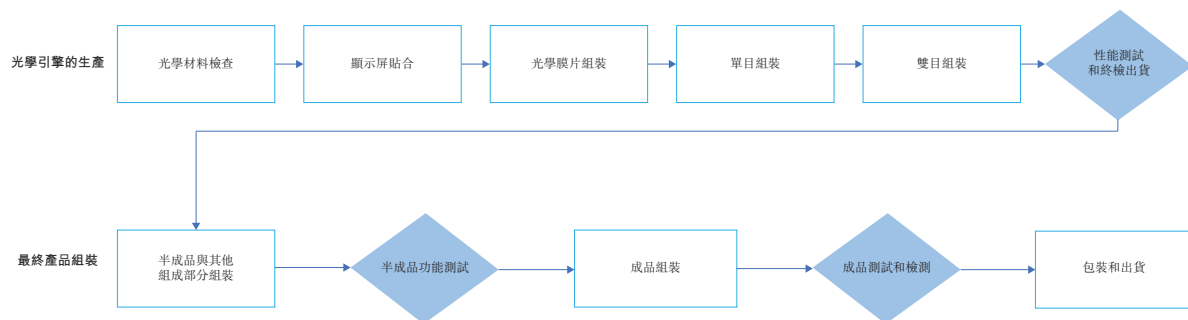 光學引擎的生產
光學材料檢查
顯示屏貼合
光學膜片組裝
單目組裝
雙目組裝
性能測試
和終檢出貨
最終產品組裝
半成品與其他
組成部分組裝
半成品功能測試
成品組裝
成品測試和檢測
包裝和出貨